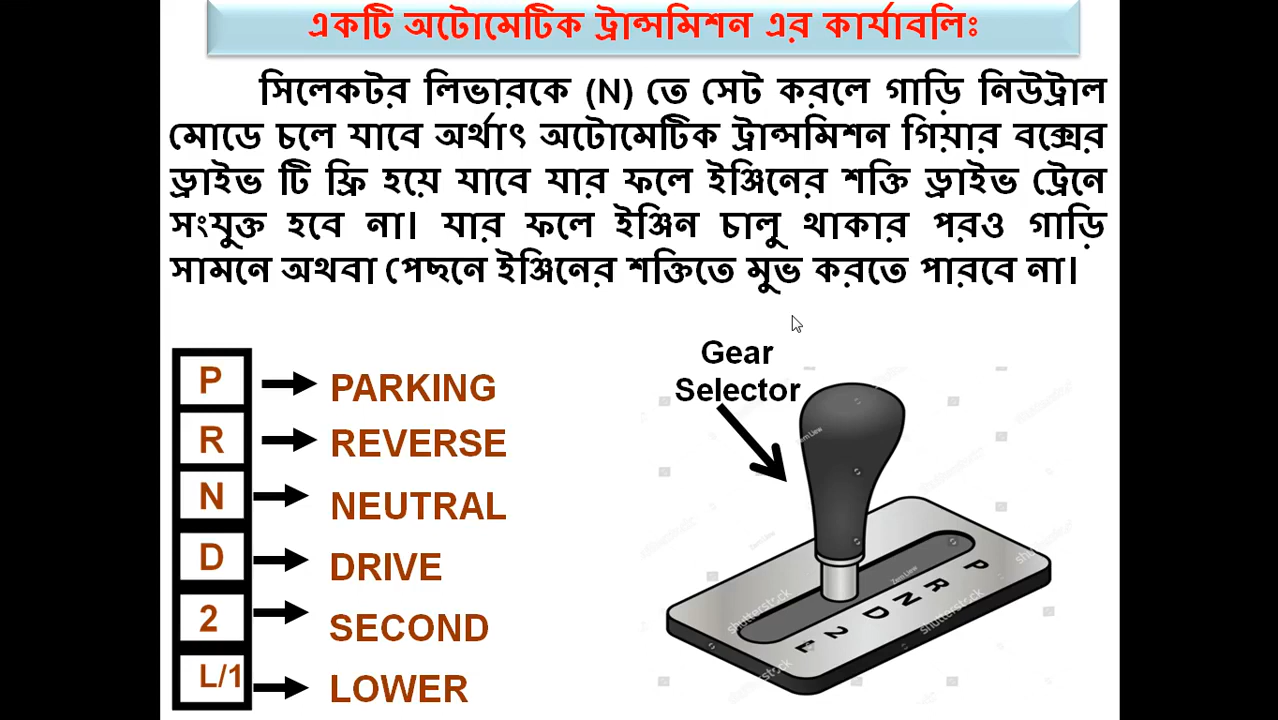 একটি অটোমেটিক ট্রান্সমিশন এর কার্যাবলিঃ
সিলেকটর লিভারকে (N) তে সেট করলে গাড়ি নিউট্রাল
মোডে চলে যাবে অর্থাৎ অটোমেটিক ট্রান্সমিশন গিয়ার বক্সের
ড্রাইভ টি ফ্রি হয়ে যাবে যার ফলে ইঞ্জিনের শক্তি ড্রাইভ ট্রেনে
সংযুক্ত হবে না। যার ফলে ইঞ্জিন চালু থাকার পরও গাড়ি
সামনে অথবা পেছনে ইঞ্জিনের শক্তিতে মুভ করতে পারবে না।
P PARKING
R REVERSE
N NEUTRAL
D DRIVE
2 SECOND
L/1 LOWER
Gear
Selector
P
R
N
D
2
L
shutterstock